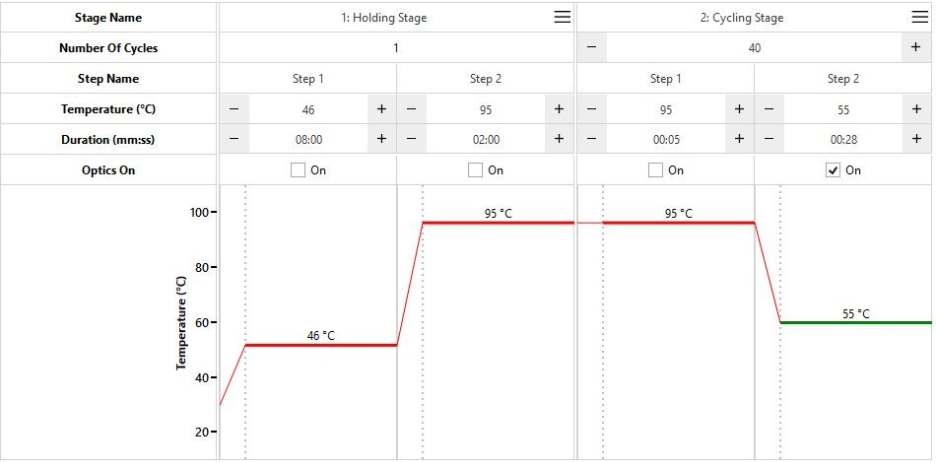 Stage Name 1: Holding Stage 2: Cycling Stage
Number Of Cycles 1 − 40 +
Step Name Step 1 Step 2 Step 1 Step 2
Temperature (°C) − 46 + − 95 + − 95 + − 55 +
Duration (mm:ss) − 08:00 + − 02:00 + − 00:05 + − 00:28 +
Optics On On On On On
100
80
60
40
20
Temperature (°C)
46 °C
95 °C
95 °C
55 °C